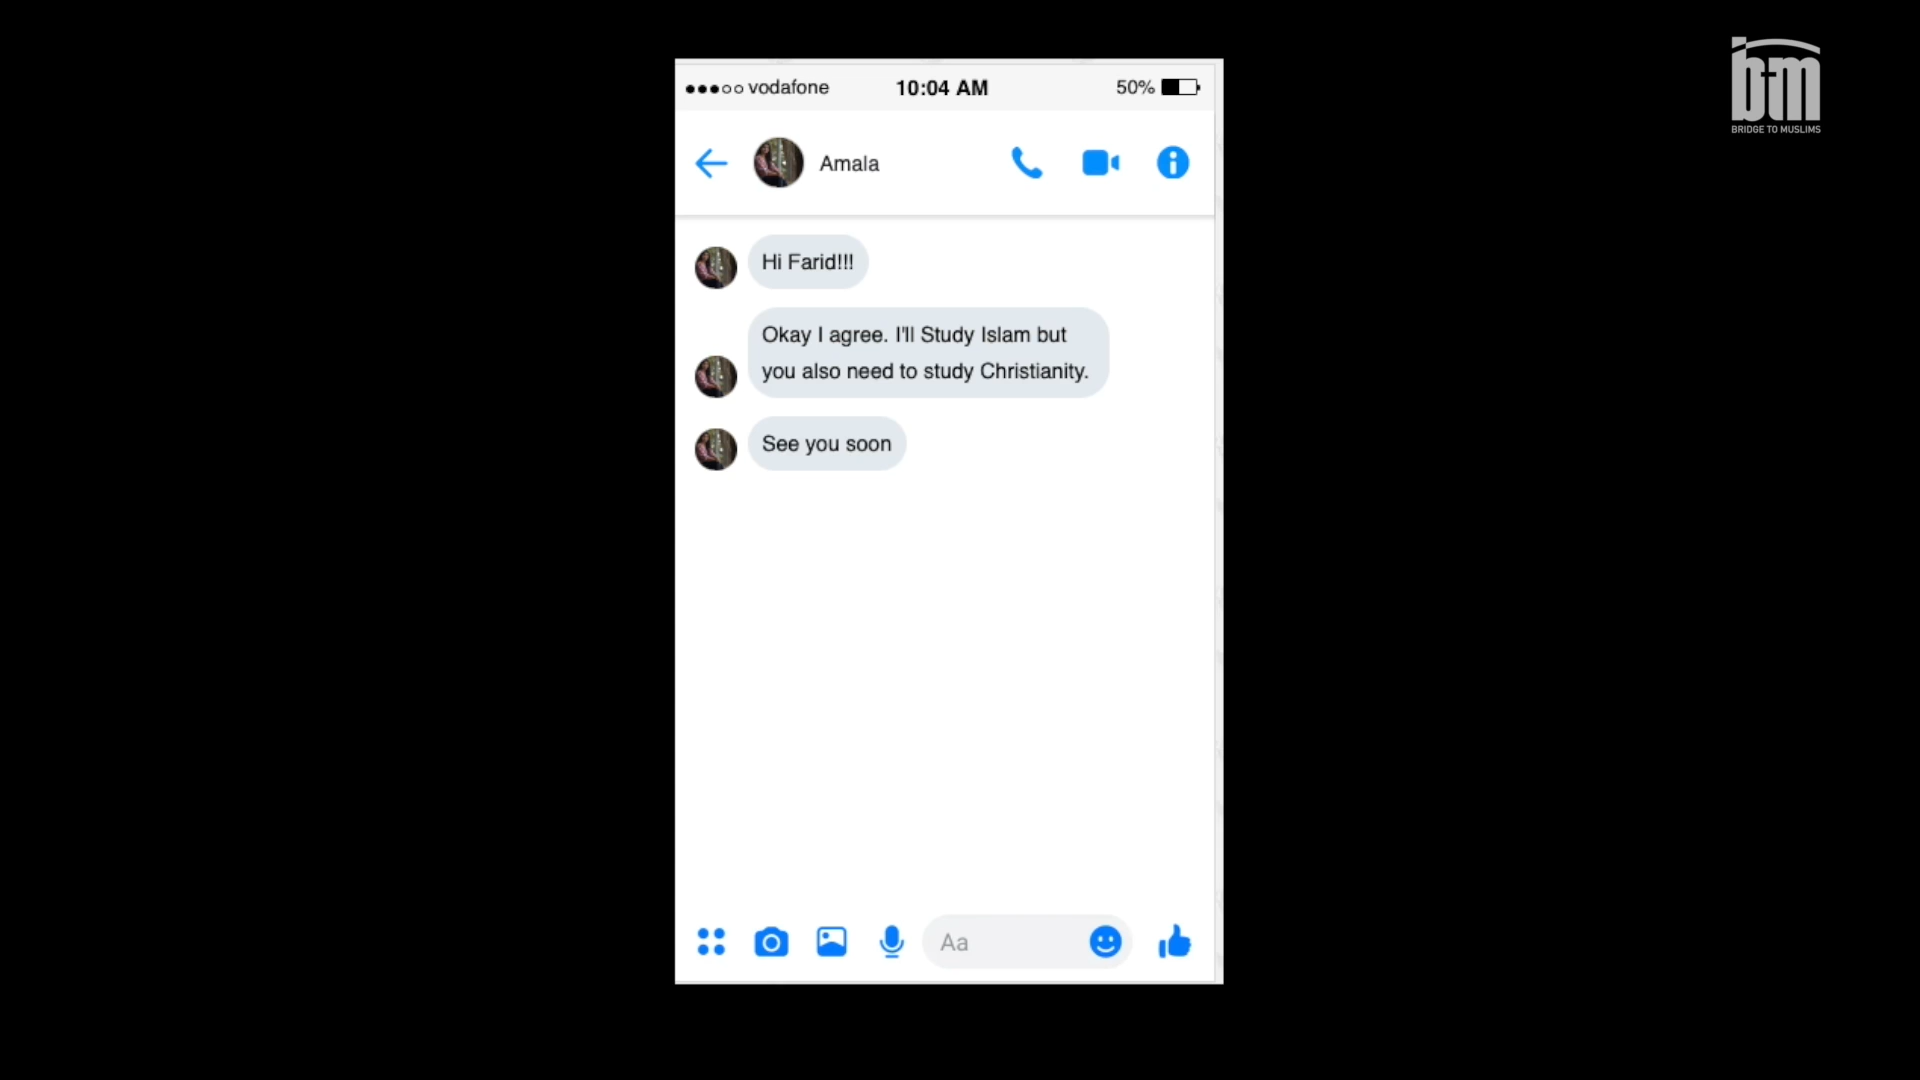 vodafone
10:04 AM
50%
btm
BRIDGE TO MUSLIMS
Amala
Hi Farid!!!
Okay I agree. I'll Study Islam but
you also need to study Christianity.
See you soon
Aa